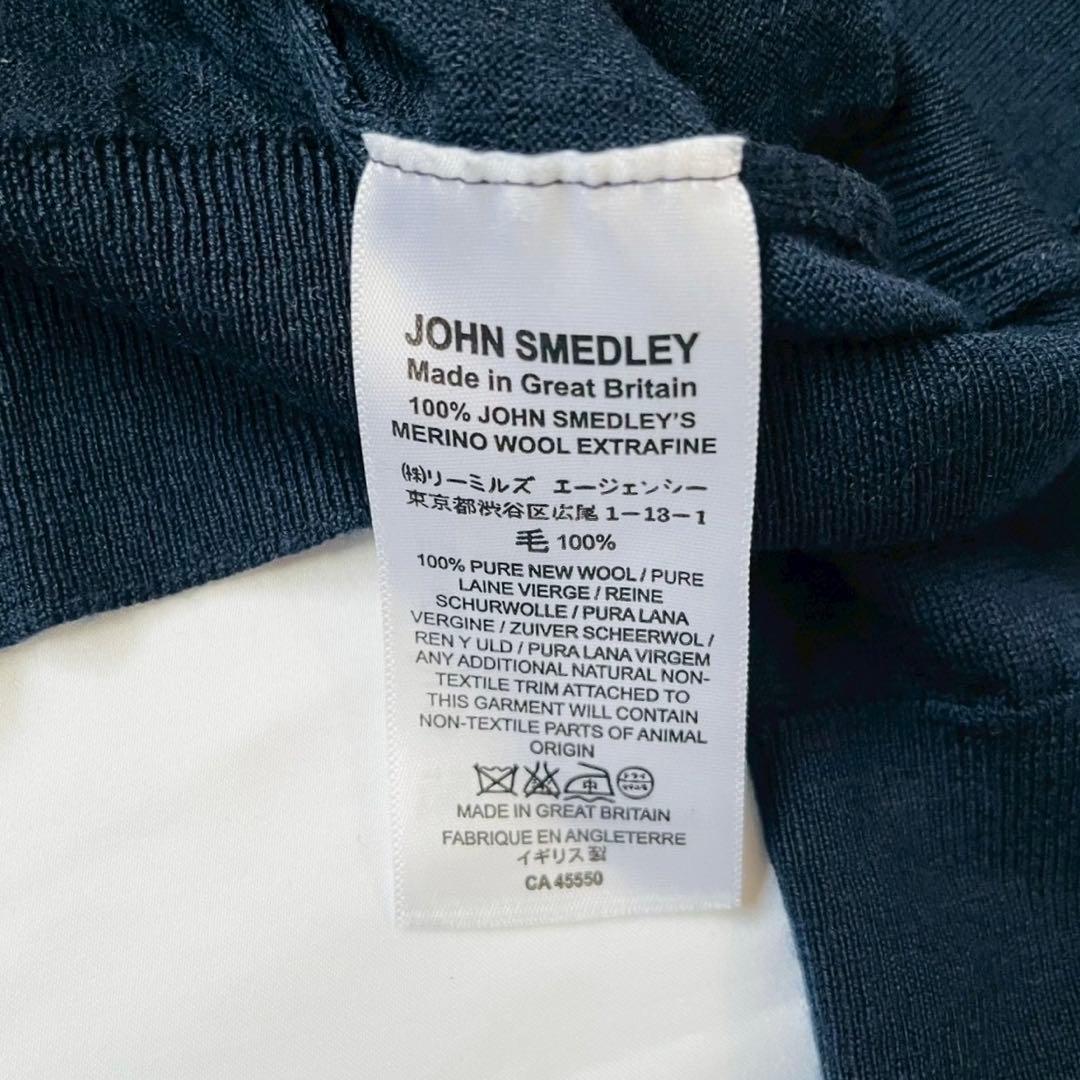 JOHN SMEDLEY
Made in Great Britain
100% JOHN SMEDLEY'S
MERINO WOOL EXTRAFINE
㈱リーミルズ エージェンシー
東京都渋谷区広尾1-13-1
毛 100%
100% PURE NEW WOOL / PURE
LAINE VIERGE / REINE
SCHURWOLLE / PURA LANA
VERGINE / ZUIVER SCHEERWOL /
REN Y ULD / PURA LANA VIRGEM
ANY ADDITIONAL NATURAL NON-
TEXTILE TRIM ATTACHED TO
THIS GARMENT WILL CONTAIN
NON-TEXTILE PARTS OF ANIMAL
ORIGIN
中 ドライ
MADE IN GREAT BRITAIN
FABRIQUE EN ANGLETERRE
イギリス製
CA 45550